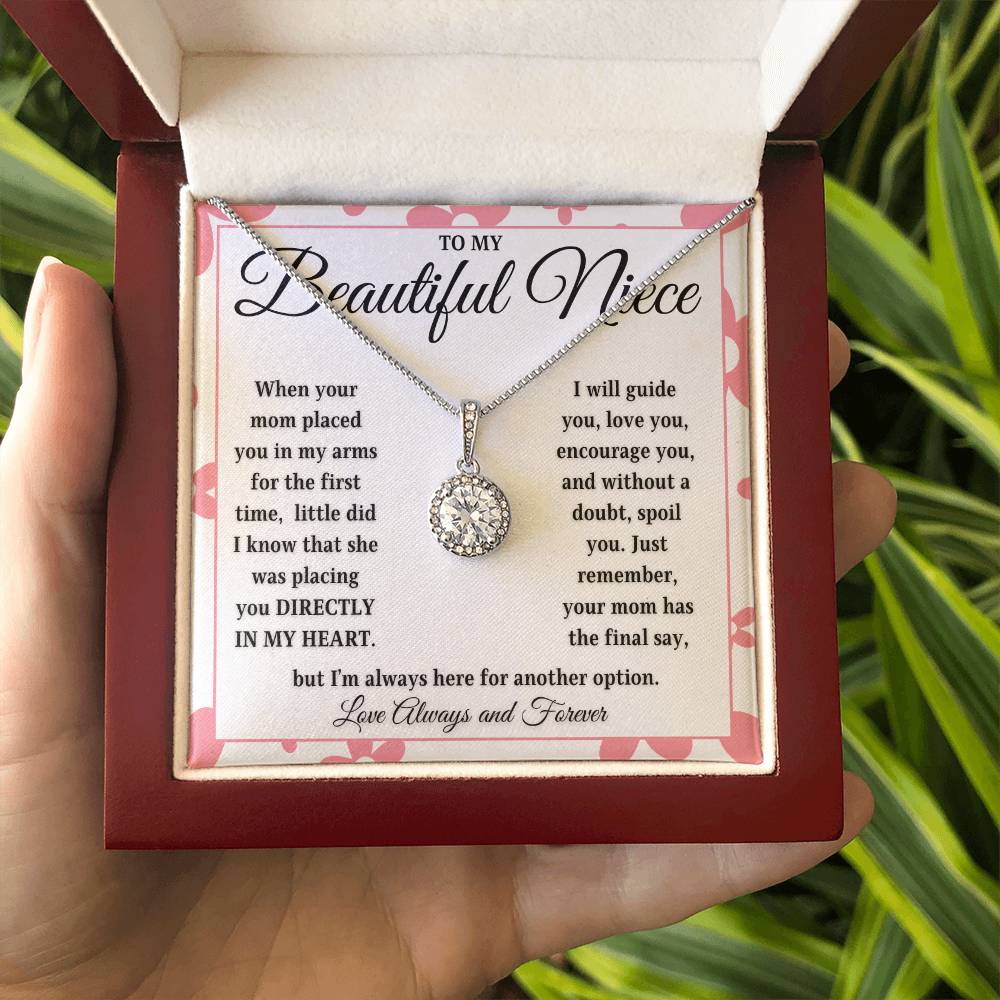 TO MY
Beautiful Niece
When your
mom placed
you in my arms
for the first
time, little did
I know that she
was placing
you DIRECTLY
IN MY HEART.
I will guide
you, love you,
encourage you,
and without a
doubt, spoil
you. Just
remember,
your mom has
the final say,
but I'm always here for another option.
Love Always and Forever